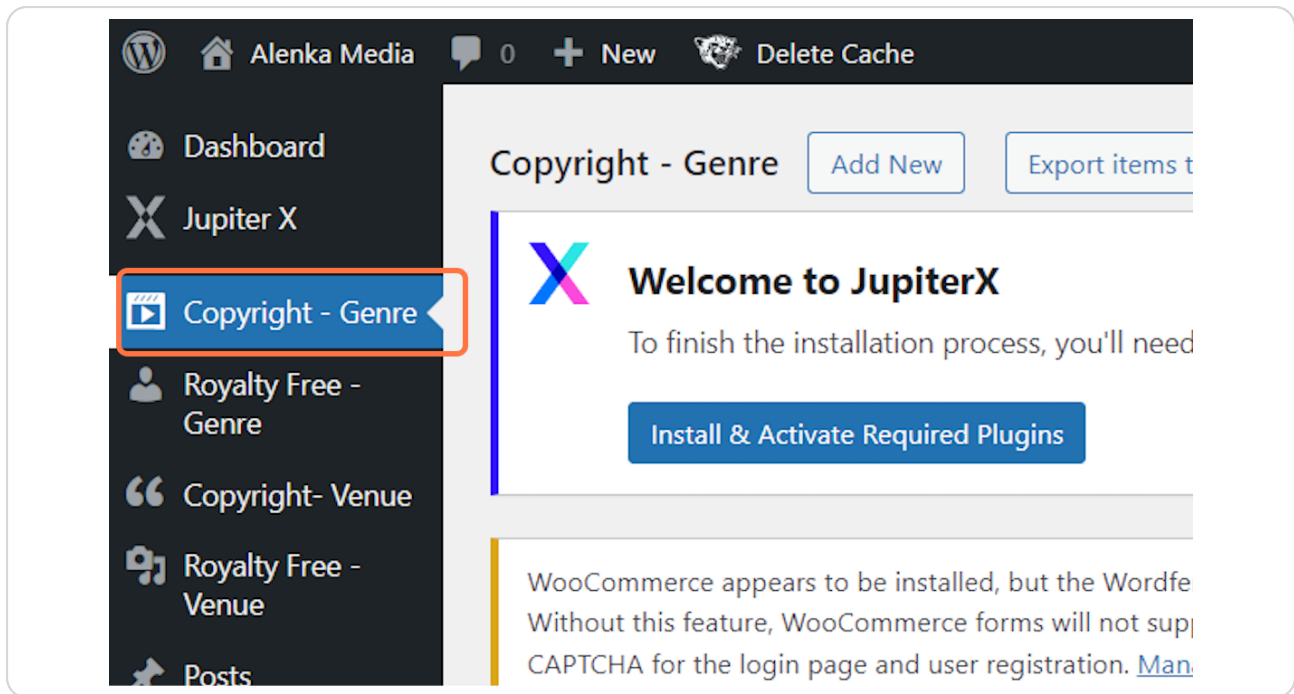 Alenka Media 0 New Delete Cache
Dashboard
Jupiter X
Copyright - Genre
Royalty Free -
Genre
Copyright- Venue
Royalty Free -
Venue
Posts
Copyright - Genre Add New Export items t
Welcome to JupiterX
To finish the installation process, you'll need
Install & Activate Required Plugins
WooCommerce appears to be installed, but the Wordfe
Without this feature, WooCommerce forms will not sup
CAPTCHA for the login page and user registration. Man